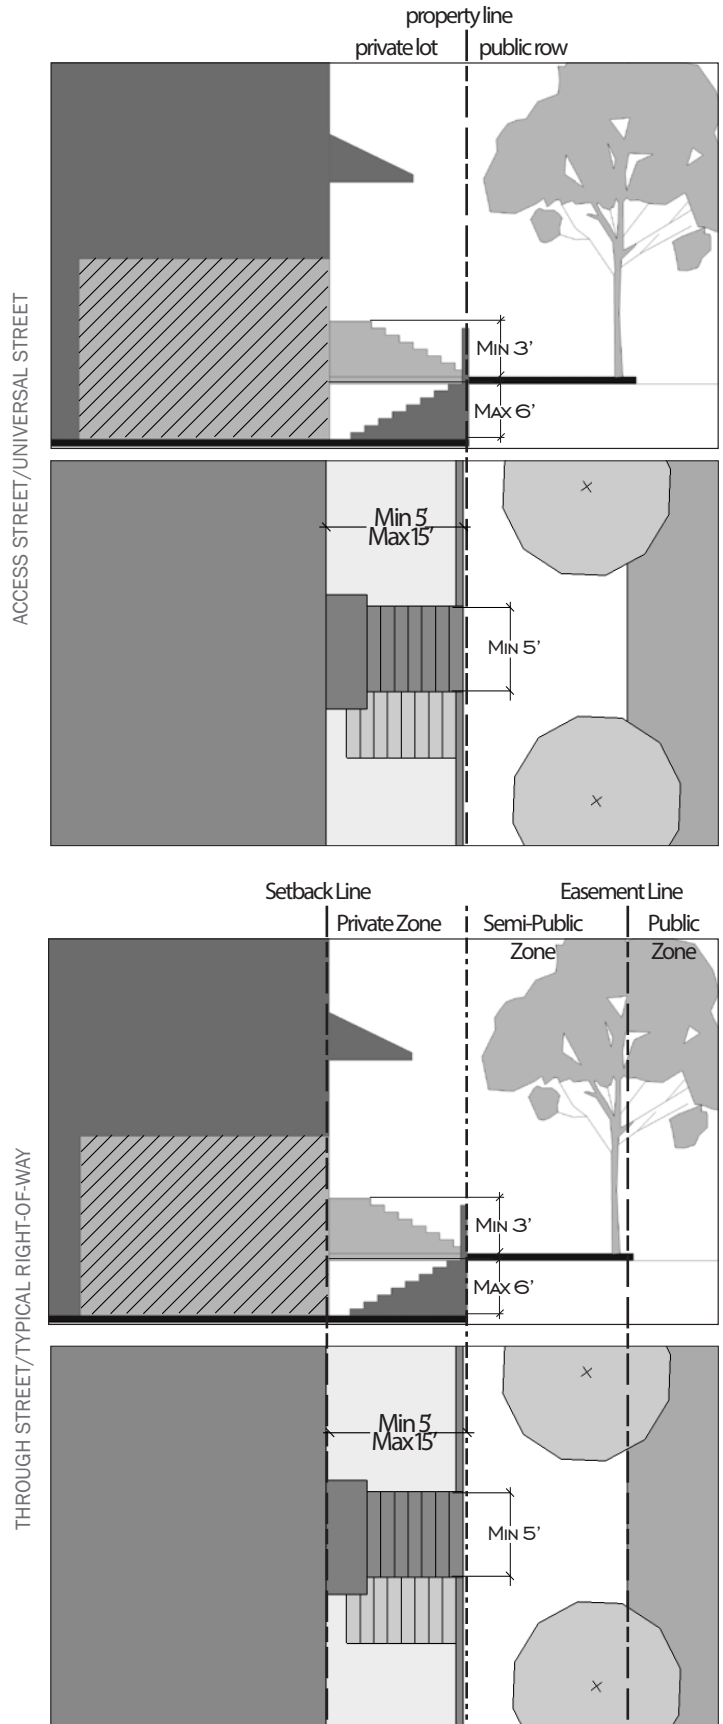 property line
private lot
public row
MIN 3'
MAX 6'
ACCESS STREET/UNIVERSAL STREET
Min 5'
Max 15'
MIN 5'
Setback Line
Easement Line
Private Zone
Semi-Public
Zone
Public
Zone
MIN 3'
MAX 6'
THROUGH STREET/TYPICAL RIGHT-OF-WAY
Min 5'
Max 15'
MIN 5'